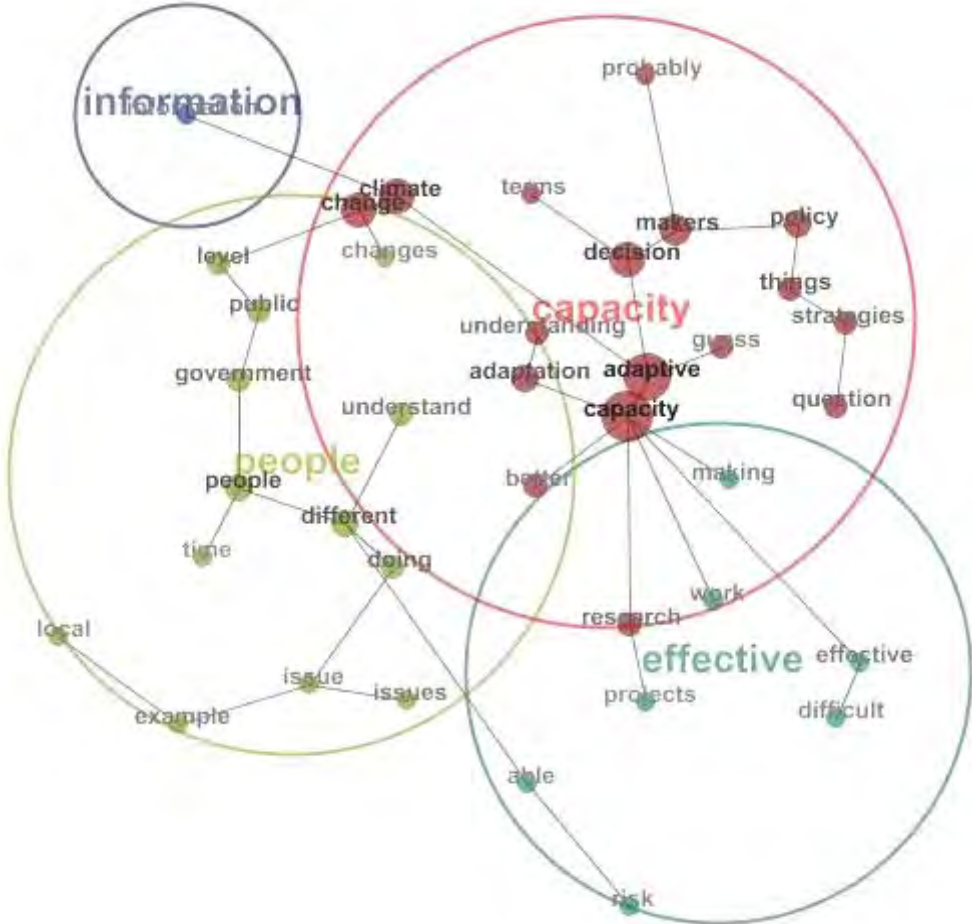 probably
information
information
climate
terms
change
policy
makers
level
changes
decision
things
public
capacity
strategies
understanding
guess
government
adaptation
adaptive
question
understand
capacity
people
making
people
better
different
time
doing
work
research
local
effective
effective
issue
issues
projects
difficult
example
able
risk